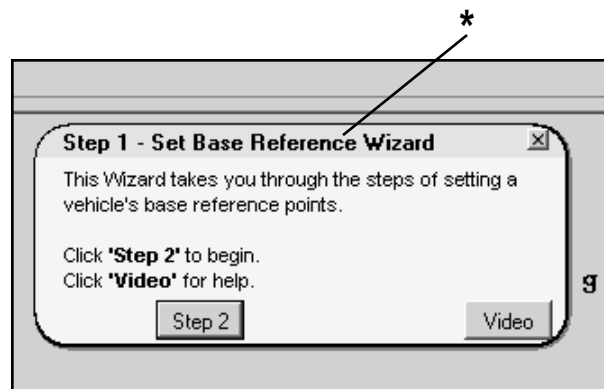 *
Step 1 - Set Base Reference Wizard
This Wizard takes you through the steps of setting a
vehicle's base reference points.
Click 'Step 2' to begin.
Click 'Video' for help.
g
Step 2 Video